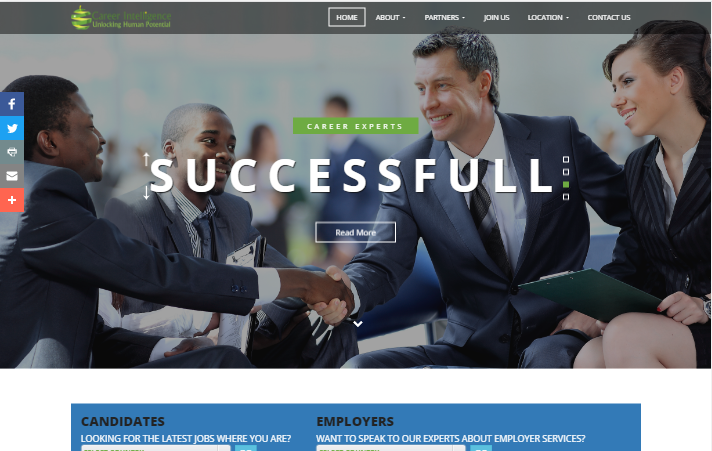 Career Intelligence
Unlocking Human Potential
HOME ABOUT PARTNERS JOIN US LOCATION CONTACT US
CAREER EXPERTS
SUCCESSFULL
Read More
CANDIDATES
LOOKING FOR THE LATEST JOBS WHERE YOU ARE?
EMPLOYERS
WANT TO SPEAK TO OUR EXPERTS ABOUT EMPLOYER SERVICES?